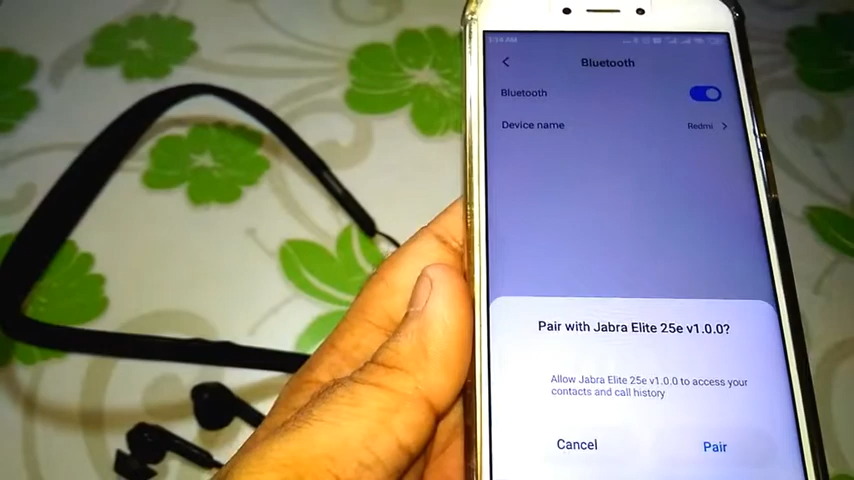 Bluetooth
Bluetooth
Device name Redmi
Pair with Jabra Elite 25e v1.0.0?
Allow Jabra Elite 25e v1.0.0 to access your
contacts and call history
Cancel Pair